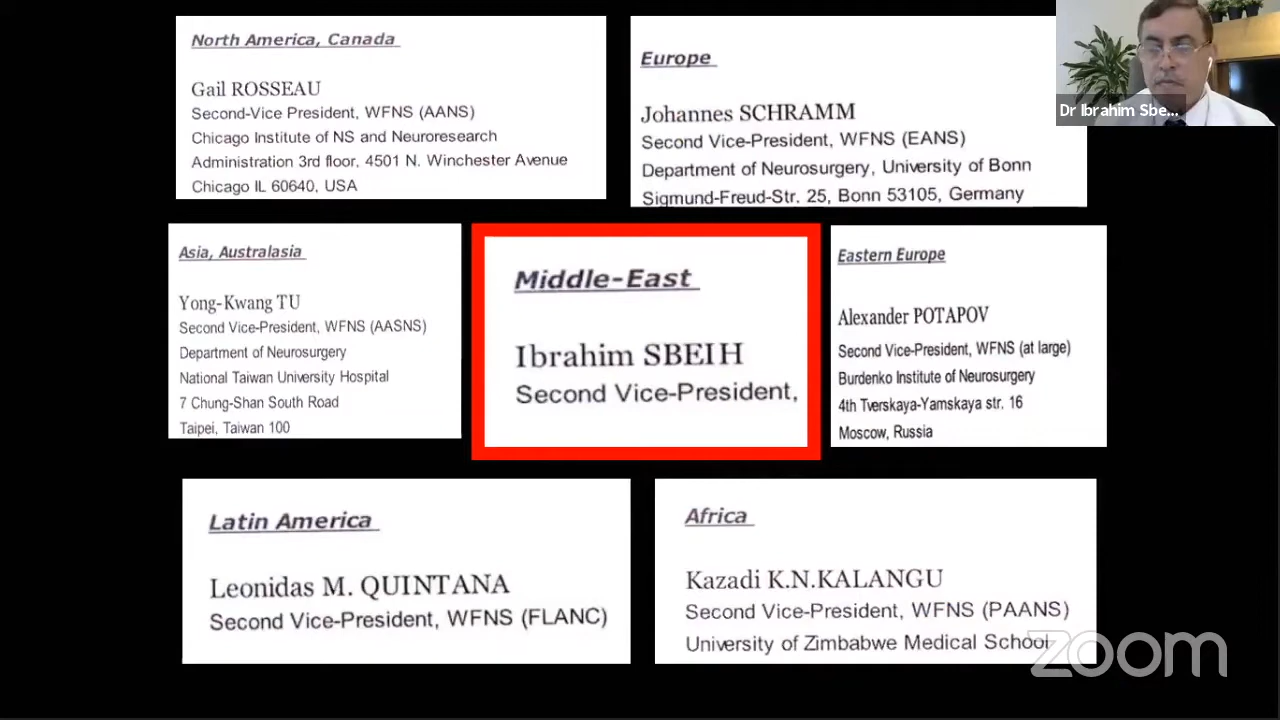 North America, Canada
Gail ROSSEAU
Second-Vice President, WFNS (AANS)
Chicago Institute of NS and Neuroresearch
Administration 3rd floor, 4501 N. Winchester Avenue
Chicago IL 60640, USA
Europe
Johannes SCHRAMM
Second Vice-President, WFNS (EANS)
Department of Neurosurgery, University of Bonn
Sigmund-Freud-Str. 25, Bonn 53105, Germany
Dr Ibrahim Sbe...
Asia, Australasia
Yong-Kwang TU
Second Vice-President, WFNS (AASNS)
Department of Neurosurgery
National Taiwan University Hospital
7 Chung-Shan South Road
Taipei, Taiwan 100
Middle-East
Ibrahim SBEIH
Second Vice-President,
Eastern Europe
Alexander POTAPOV
Second Vice-President, WFNS (at large)
Burdenko Institute of Neurosurgery
4th Tverskaya-Yamskaya str. 16
Moscow, Russia
Latin America
Leonidas M. QUINTANA
Second Vice-President, WFNS (FLANC)
Africa
Kazadi K.N.KALANGU
Second Vice-President, WFNS (PAANS)
University of Zimbabwe Medical School
zoom